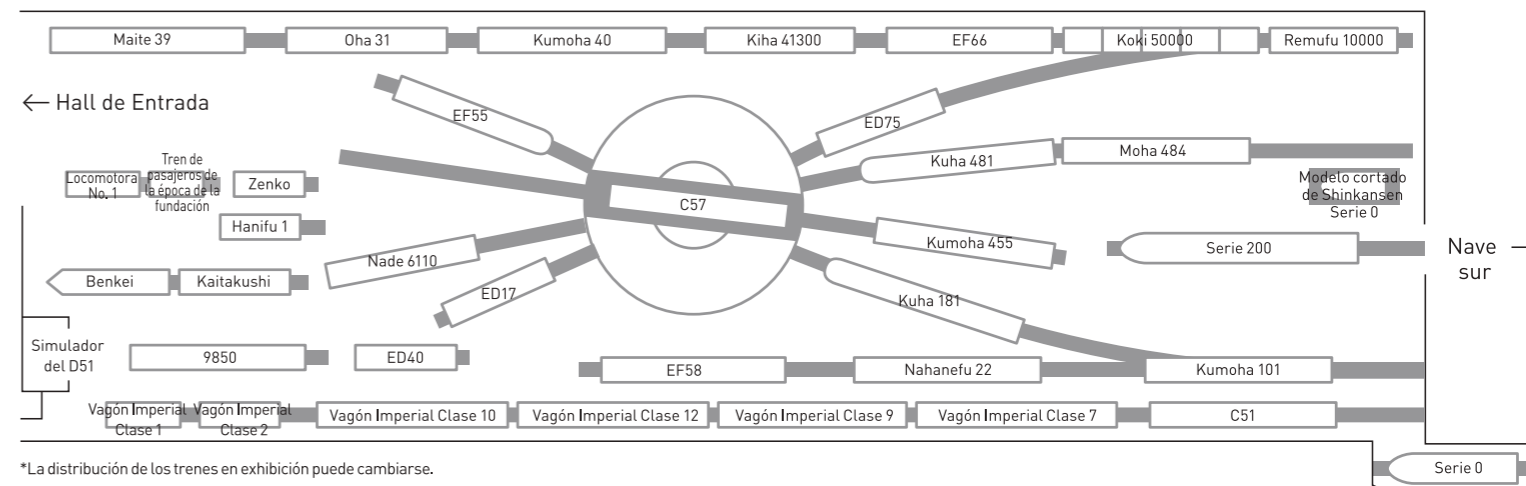 Maite 39
Oha 31
Kumoha 40
Kiha 41300
EF66
Koki 50000
Remufu 10000
← Hall de Entrada
EF55
ED75
Kuha 481
Moha 484
Locomotora
No. 1
Tren de
pasajeros de
la época de la
fundación
Zenko
Modelo cortado
de Shinkansen
Serie 0
C57
Hanifu 1
Kumoha 455
Serie 200
Nave
sur
Nade 6110
Benkei
Kaitakushi
ED17
Kuha 181
Simulador
del D51
9850
ED40
EF58
Nahanefu 22
Kumoha 101
Vagón Imperial
Clase 1
Vagón Imperial
Clase 2
Vagón Imperial Clase 10
Vagón Imperial Clase 12
Vagón Imperial Clase 9
Vagón Imperial Clase 7
C51
*La distribución de los trenes en exhibición puede cambiarse.
Serie 0